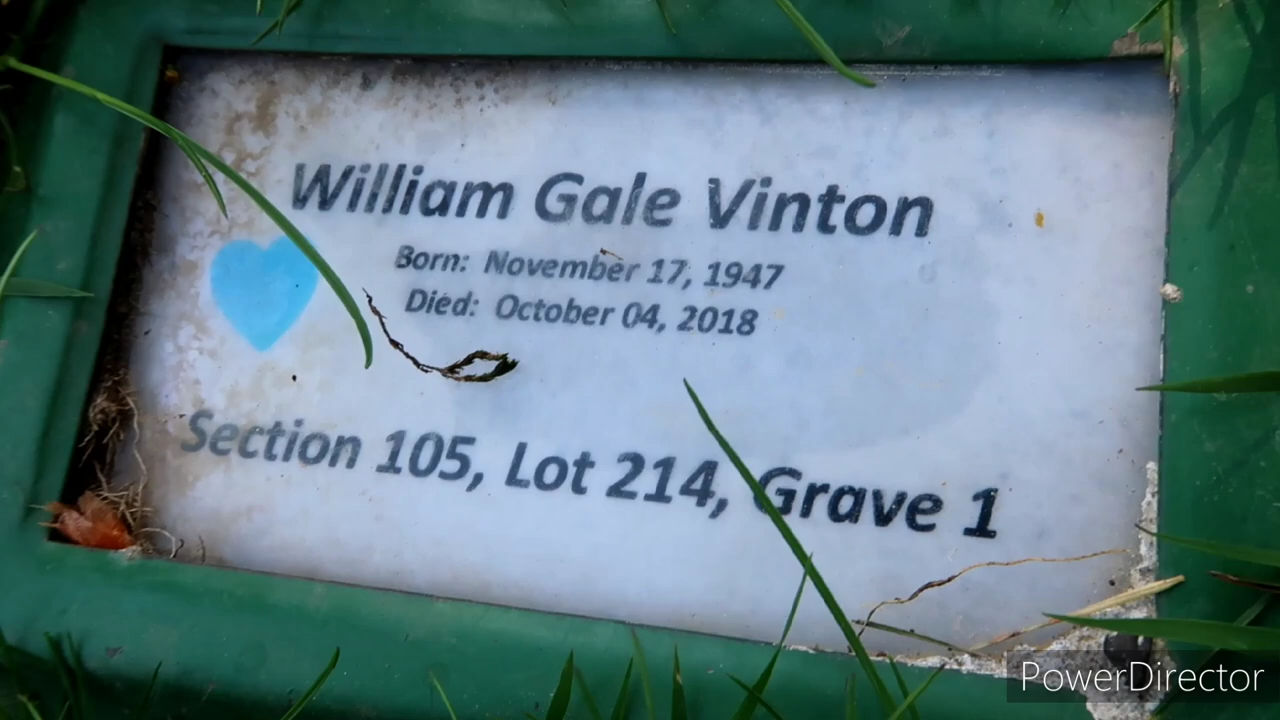 William Gale Vinton
Born: November 17, 1947
Died: October 04, 2018
Section 105, Lot 214, Grave 1
PowerDirector